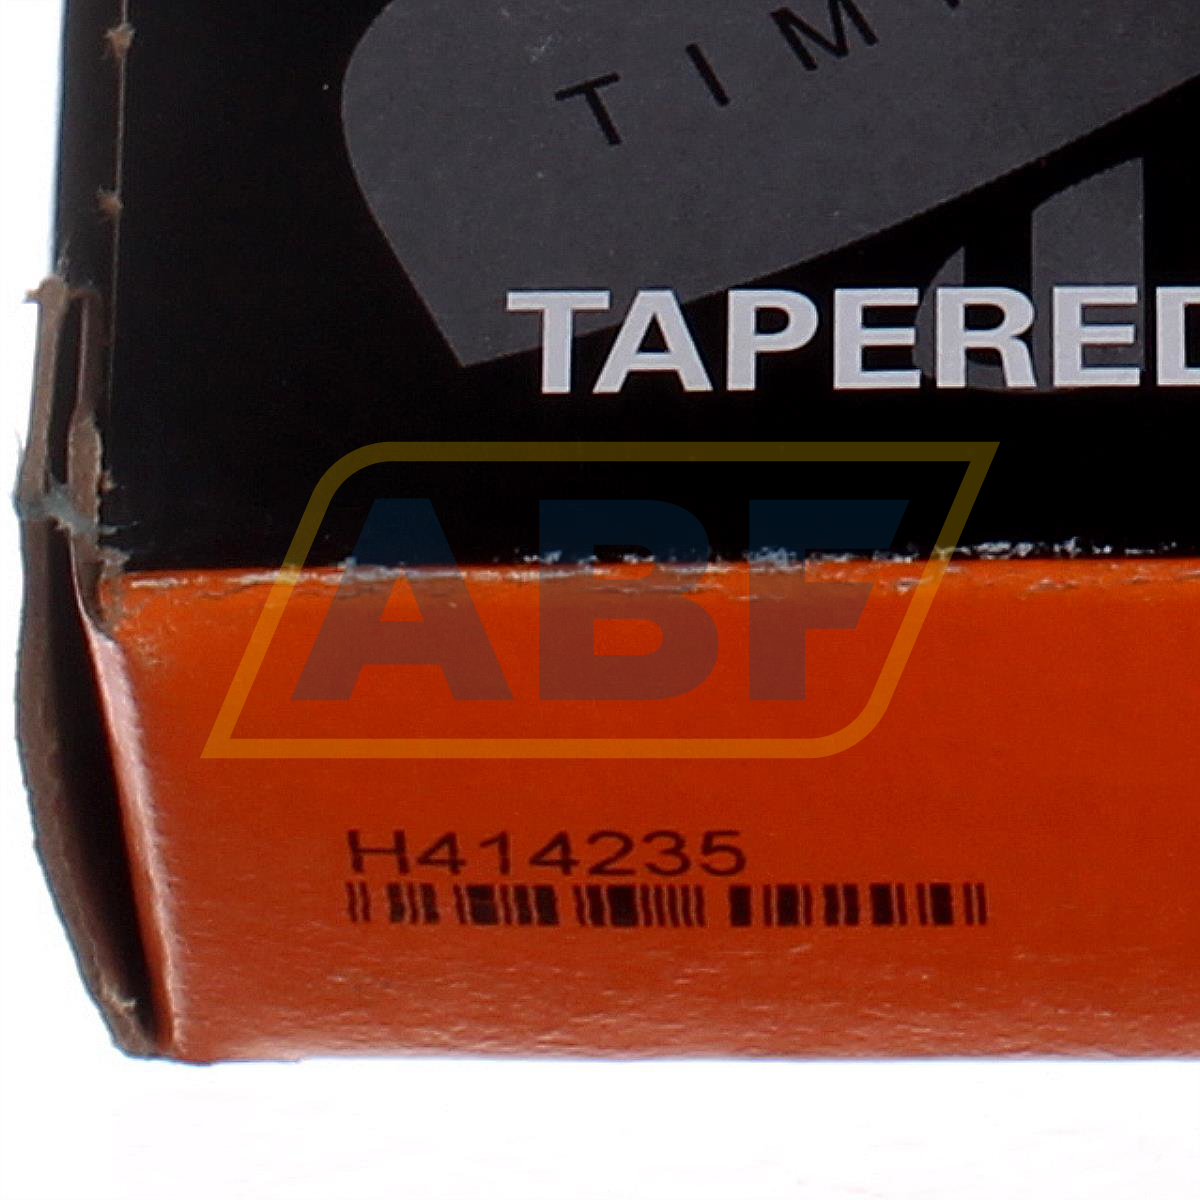 TIM
TAPERED
ABF
H414235